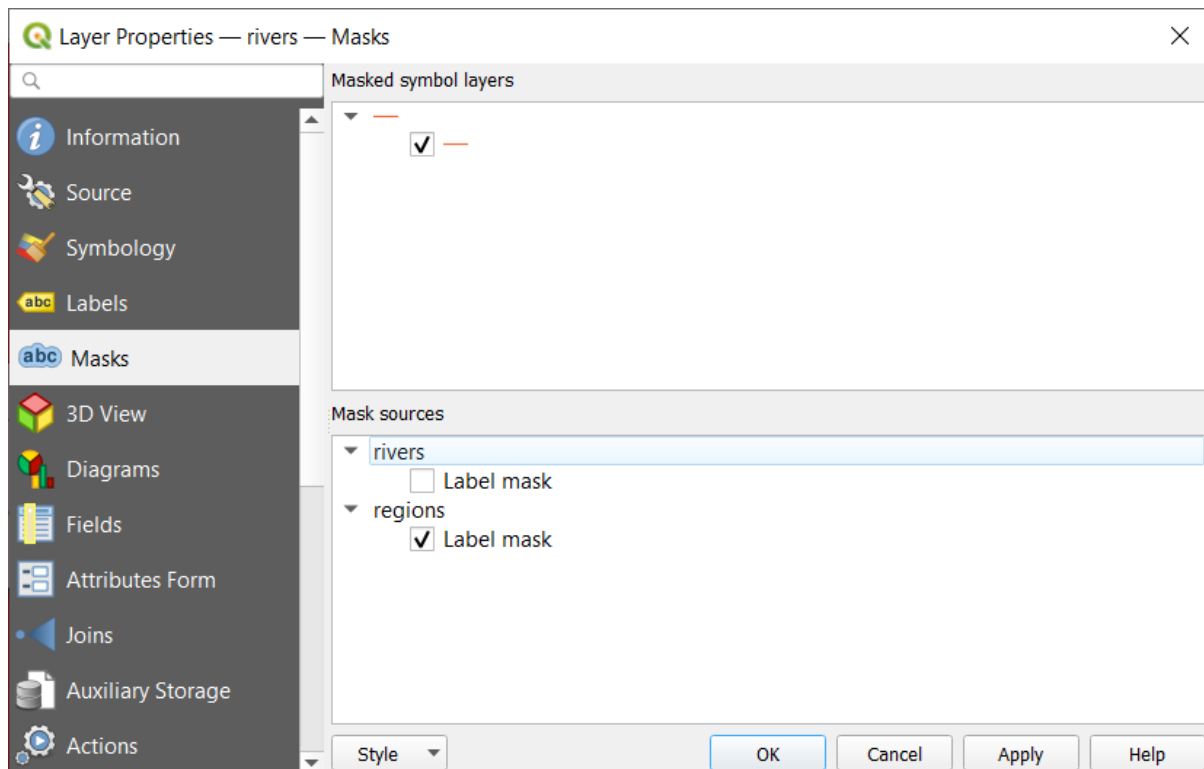 Layer Properties — rivers — Masks
Information
Source
Symbology
abc Labels
abc Masks
3D View
Diagrams
Fields
Attributes Form
Joins
Auxiliary Storage
Actions
Masked symbol layers
Mask sources
rivers
Label mask
regions
Label mask
Style
OK
Cancel
Apply
Help